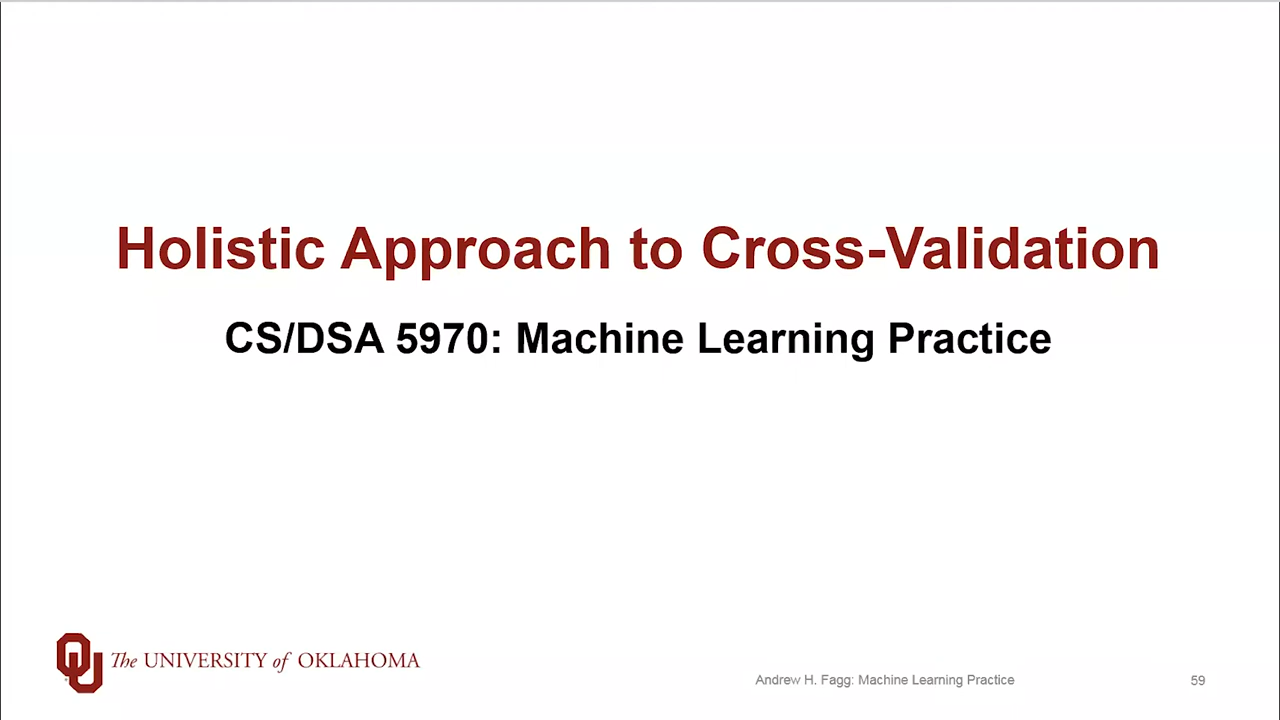 Holistic Approach to Cross-Validation
CS/DSA 5970: Machine Learning Practice
OU The UNIVERSITY of OKLAHOMA
Andrew H. Fagg: Machine Learning Practice
59